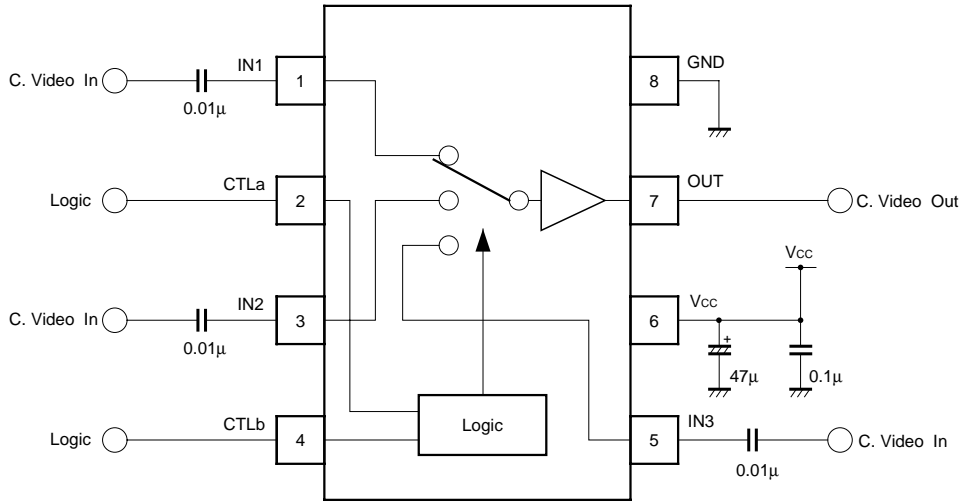 C. Video In
0.01μ
IN1
1
GND
8
Logic
CTLa
2
OUT
7
C. Video Out
C. Video In
0.01μ
IN2
3
Vcc
6
Vcc
+
47μ
0.1μ
Logic
CTLb
4
Logic
IN3
5
0.01μ
C. Video In